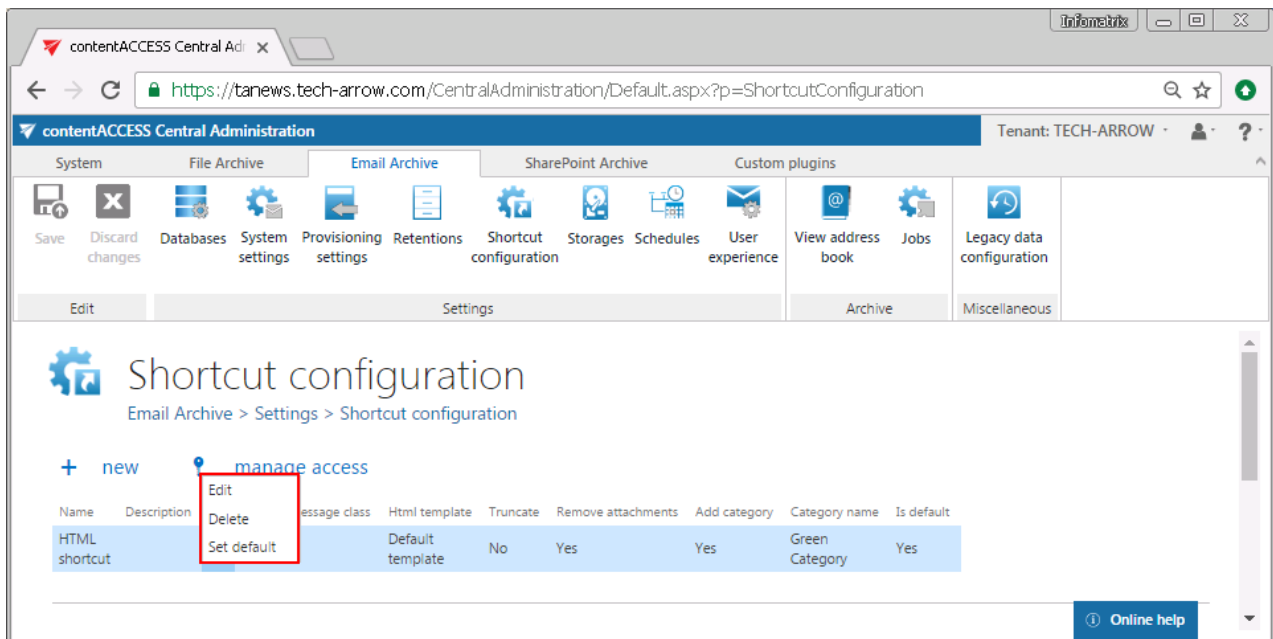 Infomatrix
contentACCESS Central Adr
https://tanews.tech-arrow.com/CentralAdministration/Default.aspx?p=ShortcutConfiguration
contentACCESS Central Administration
Tenant: TECH-ARROW
?
System
File Archive
Email Archive
SharePoint Archive
Custom plugins
Save
Discard
changes
Databases
System
settings
Provisioning
settings
Retentions
Shortcut
configuration
Storages
Schedules
User
experience
View address
book
Jobs
Legacy data
configuration
Edit
Settings
Archive
Miscellaneous
Shortcut configuration
Email Archive > Settings > Shortcut configuration
+ new
manage access
Edit
Delete
Set default
Name Description essage class Html template Truncate Remove attachments Add category Category name Is default
HTML
shortcut
Default
template
No
Yes
Yes
Green
Category
Yes
Online help